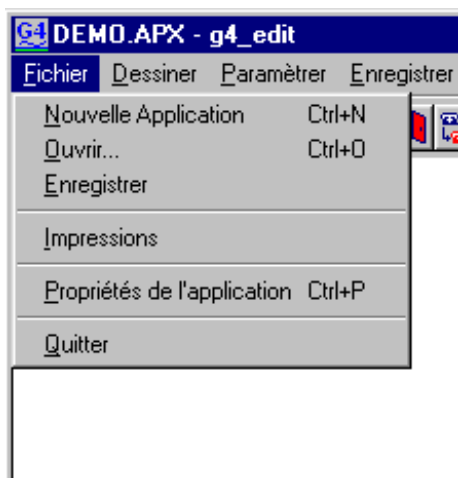 G4 DEMO.APX - g4_edit
Fichier Dessiner Paramètrer Enregistrer
Nouvelle Application Ctrl+N
Ouvrir... Ctrl+O
Enregistrer
Impressions
Propriétés de l'application Ctrl+P
Quitter